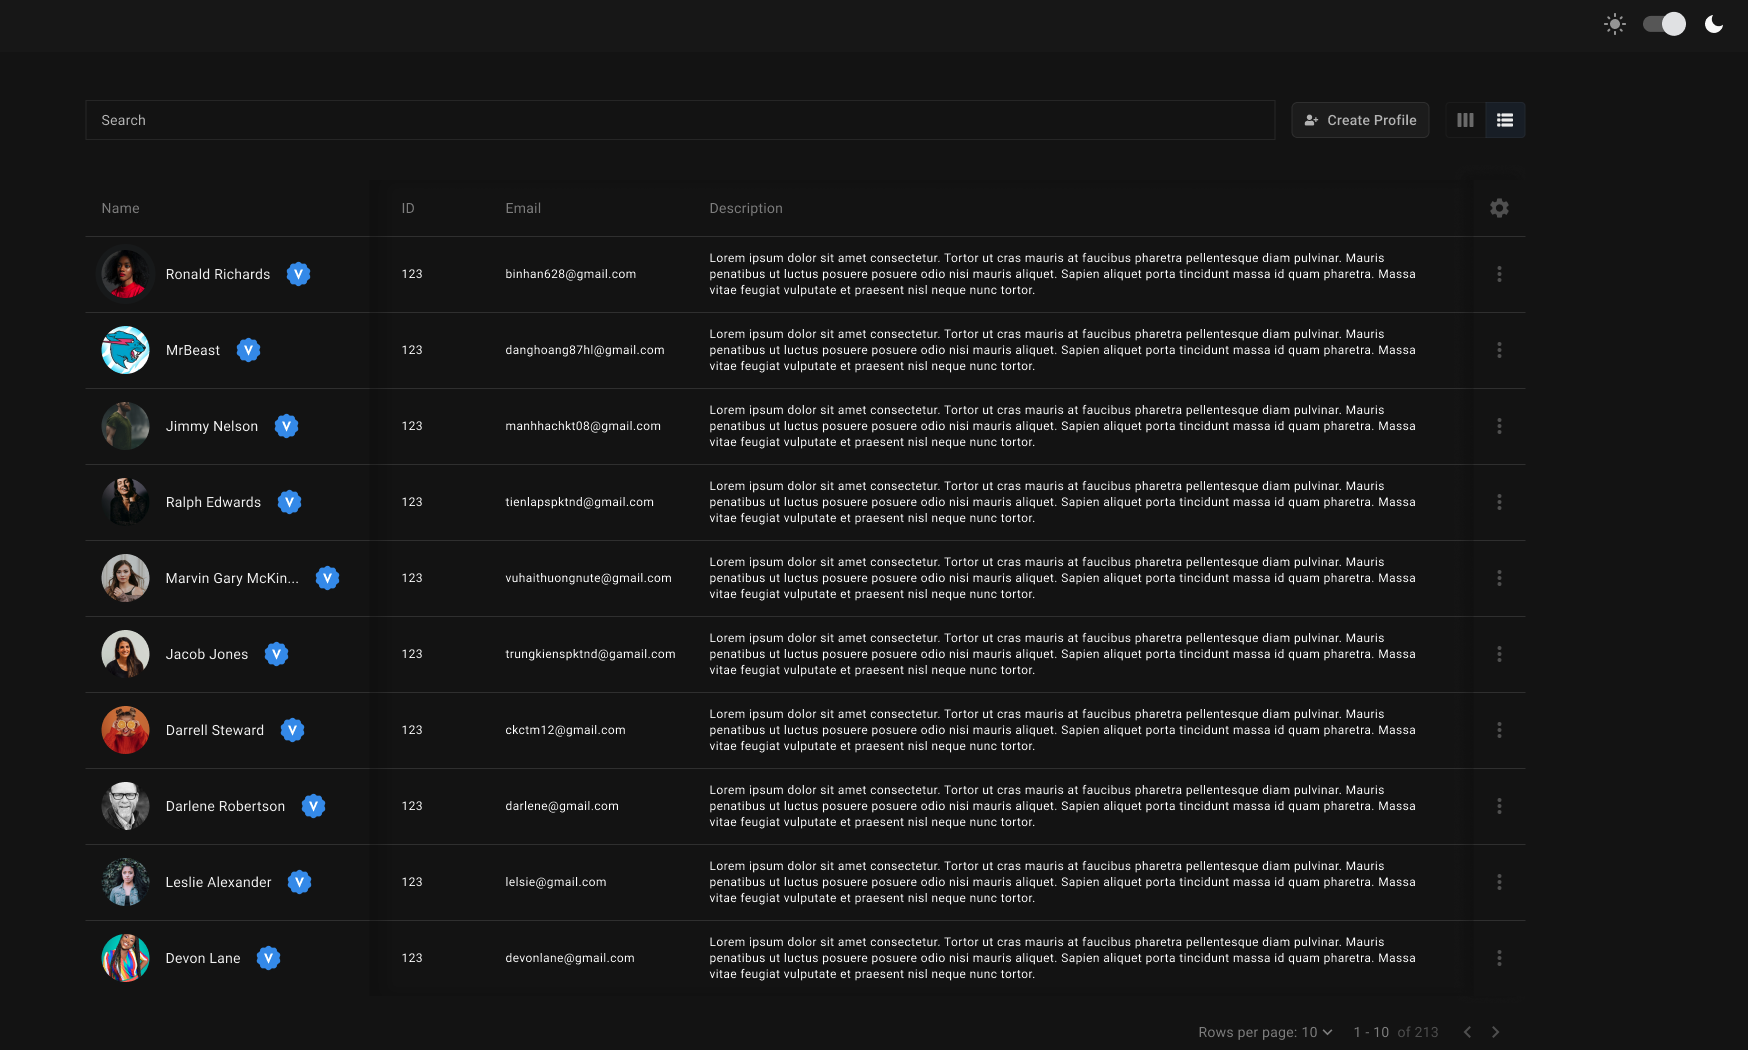 Search
Create Profile
Name ID Email Description
Ronald Richards V 123 binhan628@gmail.com
Lorem ipsum dolor sit amet consectetur. Tortor ut cras mauris at faucibus pharetra pellentesque diam pulvinar. Mauris
penatibus ut luctus posuere posuere odio nisi mauris aliquet. Sapien aliquet porta tincidunt massa id quam pharetra. Massa
vitae feugiat vulputate et praesent nisl neque nunc tortor.
MrBeast V 123 danghoang87hl@gmail.com
Lorem ipsum dolor sit amet consectetur. Tortor ut cras mauris at faucibus pharetra pellentesque diam pulvinar. Mauris
penatibus ut luctus posuere posuere odio nisi mauris aliquet. Sapien aliquet porta tincidunt massa id quam pharetra. Massa
vitae feugiat vulputate et praesent nisl neque nunc tortor.
Jimmy Nelson V 123 manhhachkt08@gmail.com
Lorem ipsum dolor sit amet consectetur. Tortor ut cras mauris at faucibus pharetra pellentesque diam pulvinar. Mauris
penatibus ut luctus posuere posuere odio nisi mauris aliquet. Sapien aliquet porta tincidunt massa id quam pharetra. Massa
vitae feugiat vulputate et praesent nisl neque nunc tortor.
Ralph Edwards V 123 tienlapspktnd@gmail.com
Lorem ipsum dolor sit amet consectetur. Tortor ut cras mauris at faucibus pharetra pellentesque diam pulvinar. Mauris
penatibus ut luctus posuere posuere odio nisi mauris aliquet. Sapien aliquet porta tincidunt massa id quam pharetra. Massa
vitae feugiat vulputate et praesent nisl neque nunc tortor.
Marvin Gary McKin... V 123 vuhaithuongnute@gmail.com
Lorem ipsum dolor sit amet consectetur. Tortor ut cras mauris at faucibus pharetra pellentesque diam pulvinar. Mauris
penatibus ut luctus posuere posuere odio nisi mauris aliquet. Sapien aliquet porta tincidunt massa id quam pharetra. Massa
vitae feugiat vulputate et praesent nisl neque nunc tortor.
Jacob Jones V 123 trungkienspktnd@gamail.com
Lorem ipsum dolor sit amet consectetur. Tortor ut cras mauris at faucibus pharetra pellentesque diam pulvinar. Mauris
penatibus ut luctus posuere posuere odio nisi mauris aliquet. Sapien aliquet porta tincidunt massa id quam pharetra. Massa
vitae feugiat vulputate et praesent nisl neque nunc tortor.
Darrell Steward V 123 ckctm12@gmail.com
Lorem ipsum dolor sit amet consectetur. Tortor ut cras mauris at faucibus pharetra pellentesque diam pulvinar. Mauris
penatibus ut luctus posuere posuere odio nisi mauris aliquet. Sapien aliquet porta tincidunt massa id quam pharetra. Massa
vitae feugiat vulputate et praesent nisl neque nunc tortor.
Darlene Robertson V 123 darlene@gmail.com
Lorem ipsum dolor sit amet consectetur. Tortor ut cras mauris at faucibus pharetra pellentesque diam pulvinar. Mauris
penatibus ut luctus posuere posuere odio nisi mauris aliquet. Sapien aliquet porta tincidunt massa id quam pharetra. Massa
vitae feugiat vulputate et praesent nisl neque nunc tortor.
Leslie Alexander V 123 lelsie@gmail.com
Lorem ipsum dolor sit amet consectetur. Tortor ut cras mauris at faucibus pharetra pellentesque diam pulvinar. Mauris
penatibus ut luctus posuere posuere odio nisi mauris aliquet. Sapien aliquet porta tincidunt massa id quam pharetra. Massa
vitae feugiat vulputate et praesent nisl neque nunc tortor.
Devon Lane V 123 devonlane@gmail.com
Lorem ipsum dolor sit amet consectetur. Tortor ut cras mauris at faucibus pharetra pellentesque diam pulvinar. Mauris
penatibus ut luctus posuere posuere odio nisi mauris aliquet. Sapien aliquet porta tincidunt massa id quam pharetra. Massa
vitae feugiat vulputate et praesent nisl neque nunc tortor.
Rows per page: 10 1 - 10 of 213